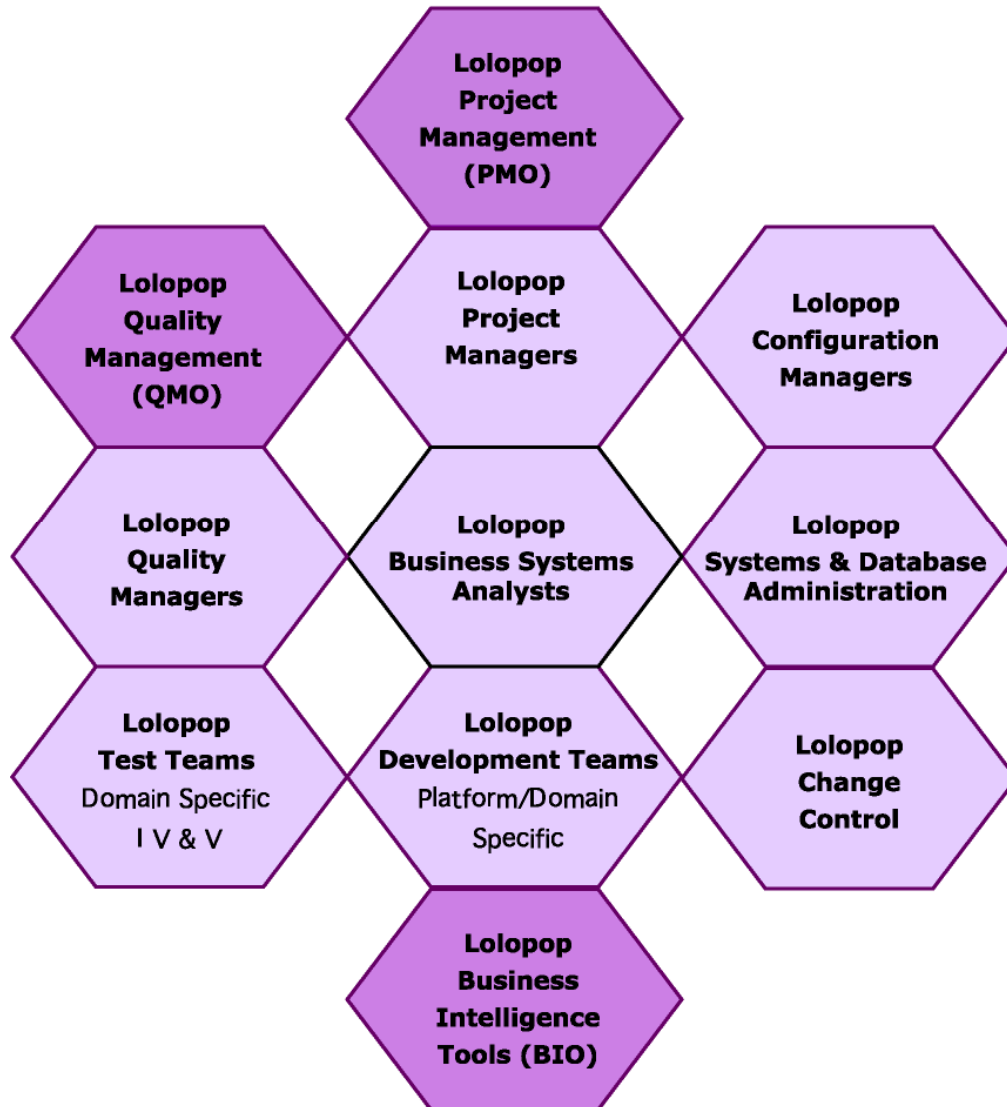 Lolopop
Project
Management
(PMO)
Lolopop
Quality
Management
(QMO)
Lolopop
Project
Managers
Lolopop
Configuration
Managers
Lolopop
Quality
Managers
Lolopop
Business Systems
Analysts
Lolopop
Systems & Database
Administration
Lolopop
Test Teams
Domain Specific
I V & V
Lolopop
Development Teams
Platform/Domain
Specific
Lolopop
Change
Control
Lolopop
Business
Intelligence
Tools (BIO)